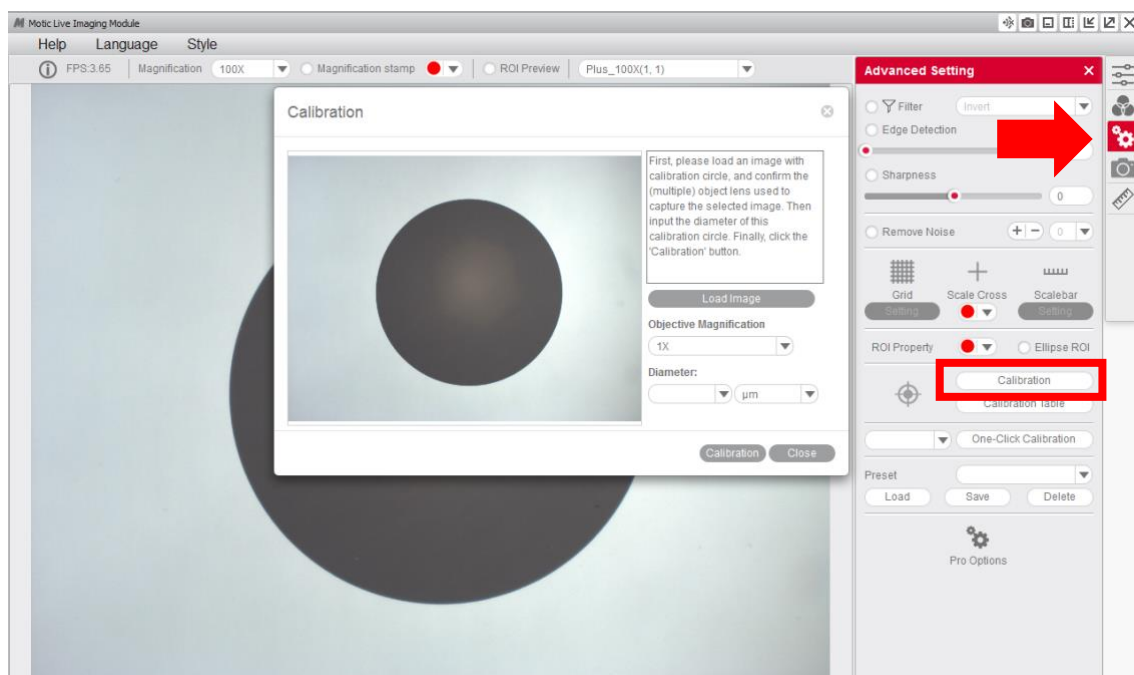 Motic Live Imaging Module
Help Language Style
FPS:3.65 Magnification 100X Magnification stamp ROI Preview Plus_100X(1, 1)
Calibration
First, please load an image with
calibration circle, and confirm the
(multiple) object lens used to
capture the selected image. Then
input the diameter of this
calibration circle. Finally, click the
'Calibration' button.
Load Image
Objective Magnification
1X
Diameter:
µm
Calibration Close
Advanced Setting
Filter Invert
Edge Detection
Sharpness
0
Remove Noise + − 0
Grid Scale Cross Scalebar
Setting Setting
ROI Property Ellipse ROI
Calibration
Calibration Table
One-Click Calibration
Preset
Load Save Delete
Pro Options